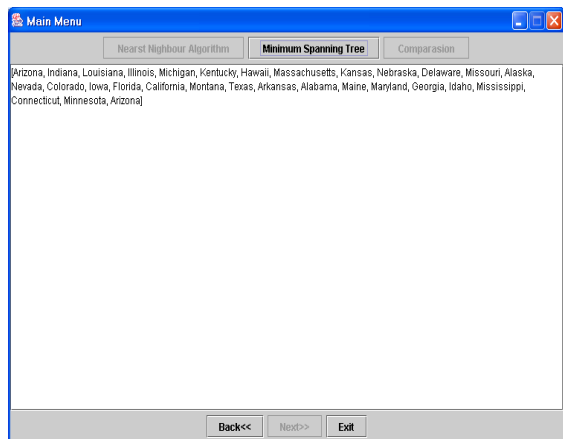 Main Menu
Nearst Nighbour Algorithm Minimum Spanning Tree Comparasion
[Arizona, Indiana, Louisiana, Illinois, Michigan, Kentucky, Hawaii, Massachusetts, Kansas, Nebraska, Delaware, Missouri, Alaska,
Nevada, Colorado, Iowa, Florida, California, Montana, Texas, Arkansas, Alabama, Maine, Maryland, Georgia, Idaho, Mississippi,
Connecticut, Minnesota, Arizona]
Back<< Next>> Exit